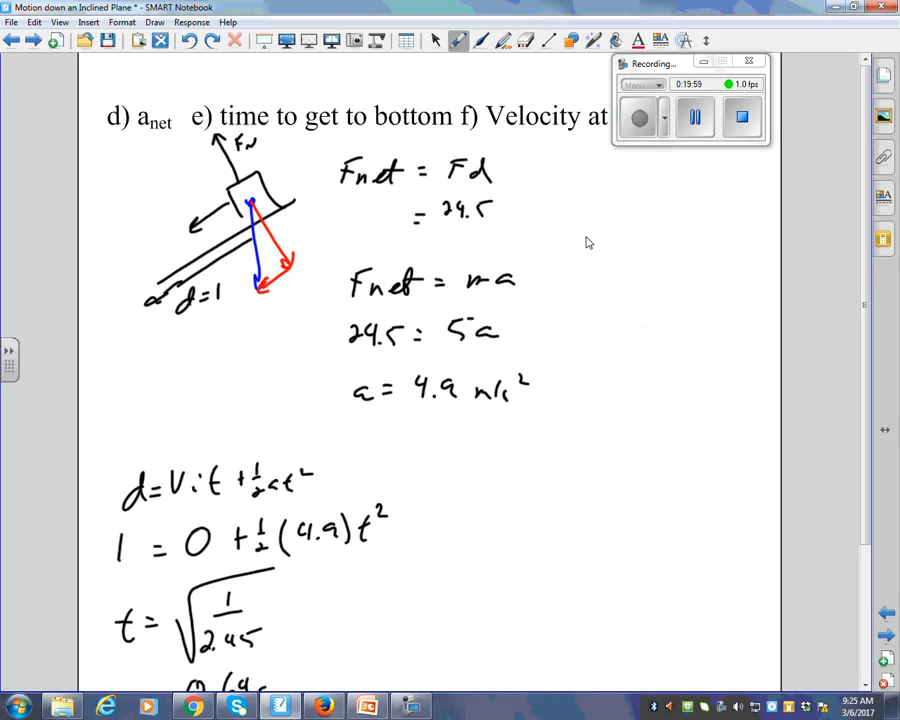 Motion down an Inclined Plane * - SMART Notebook
File Edit View Insert Format Draw Response Help
Recording...
Menu
0:19:59 1.0 fps
d) anet e) time to get to bottom f) Velocity at
FN
d=1
Fnet = Fd
= 24.5
Fnet = ma
24.5 = 5a
a = 4.9 m/s²
d = Vit + 1/2 at²
1 = 0 + 1/2 (4.9) t²
t = √1/2.45
9:25 AM
3/6/2017